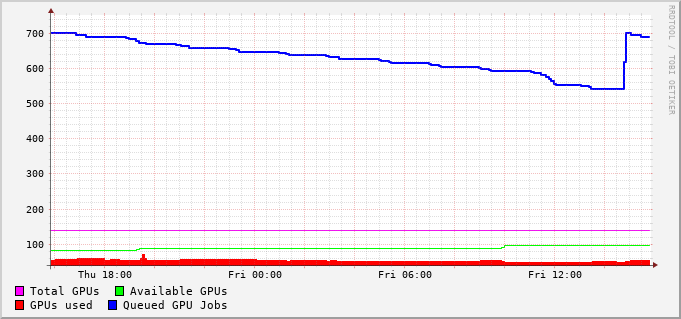 700
600
500
400
300
200
100
Thu 18:00 Fri 00:00 Fri 06:00 Fri 12:00
Total GPUs Available GPUs
GPUs used Queued GPU Jobs
RRDTOOL / TOBI OETIKER